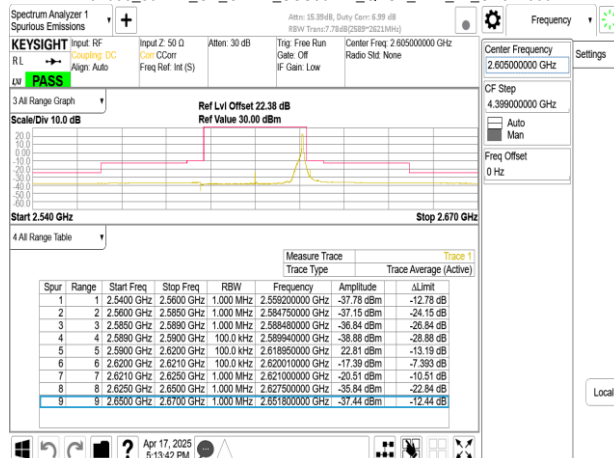 Spectrum Analyzer 1
Spurious Emissions
Attn: 15.39dB, Duty Corr: 6.99 dB
RBW Trans:7.78dB(2589~2621MHz)
Frequency
KEYSIGHT
RL
LXI
PASS
Input: RF
Coupling: DC
Align: Auto
Input Z: 50 Ω
Corr CCorr
Freq Ref: Int (S)
Atten: 30 dB
Trig: Free Run
Gate: Off
IF Gain: Low
Center Freq: 2.605000000 GHz
Radio Std: None
Center Frequency
2.605000000 GHz
Settings
CF Step
4.399000000 GHz
Auto
Man
Freq Offset
0 Hz
Local
3 All Range Graph
Scale/Div 10.0 dB
Ref Lvl Offset 22.38 dB
Ref Value 30.00 dBm
20.0
10.0
0.00
-10.0
-20.0
-30.0
-40.0
-50.0
-60.0
Start 2.540 GHz
Stop 2.670 GHz
4 All Range Table
Measure Trace Trace 1
Trace Type Trace Average (Active)
Spur Range Start Freq Stop Freq RBW Frequency Amplitude ΔLimit
1 1 2.5400 GHz 2.5600 GHz 1.000 MHz 2.559200000 GHz -37.78 dBm -12.78 dB
2 2 2.5600 GHz 2.5850 GHz 1.000 MHz 2.584750000 GHz -37.15 dBm -24.15 dB
3 3 2.5850 GHz 2.5890 GHz 1.000 MHz 2.588480000 GHz -36.84 dBm -26.84 dB
4 4 2.5890 GHz 2.5900 GHz 100.0 kHz 2.589940000 GHz -38.88 dBm -28.88 dB
5 5 2.5900 GHz 2.6200 GHz 100.0 kHz 2.618950000 GHz 22.81 dBm -13.19 dB
6 6 2.6200 GHz 2.6210 GHz 100.0 kHz 2.620010000 GHz -17.39 dBm -7.393 dB
7 7 2.6210 GHz 2.6250 GHz 1.000 MHz 2.621000000 GHz -20.51 dBm -10.51 dB
8 8 2.6250 GHz 2.6500 GHz 1.000 MHz 2.627500000 GHz -35.84 dBm -22.84 dB
9 9 2.6500 GHz 2.6700 GHz 1.000 MHz 2.651800000 GHz -37.44 dBm -12.44 dB
Apr 17, 2025
5:13:42 PM